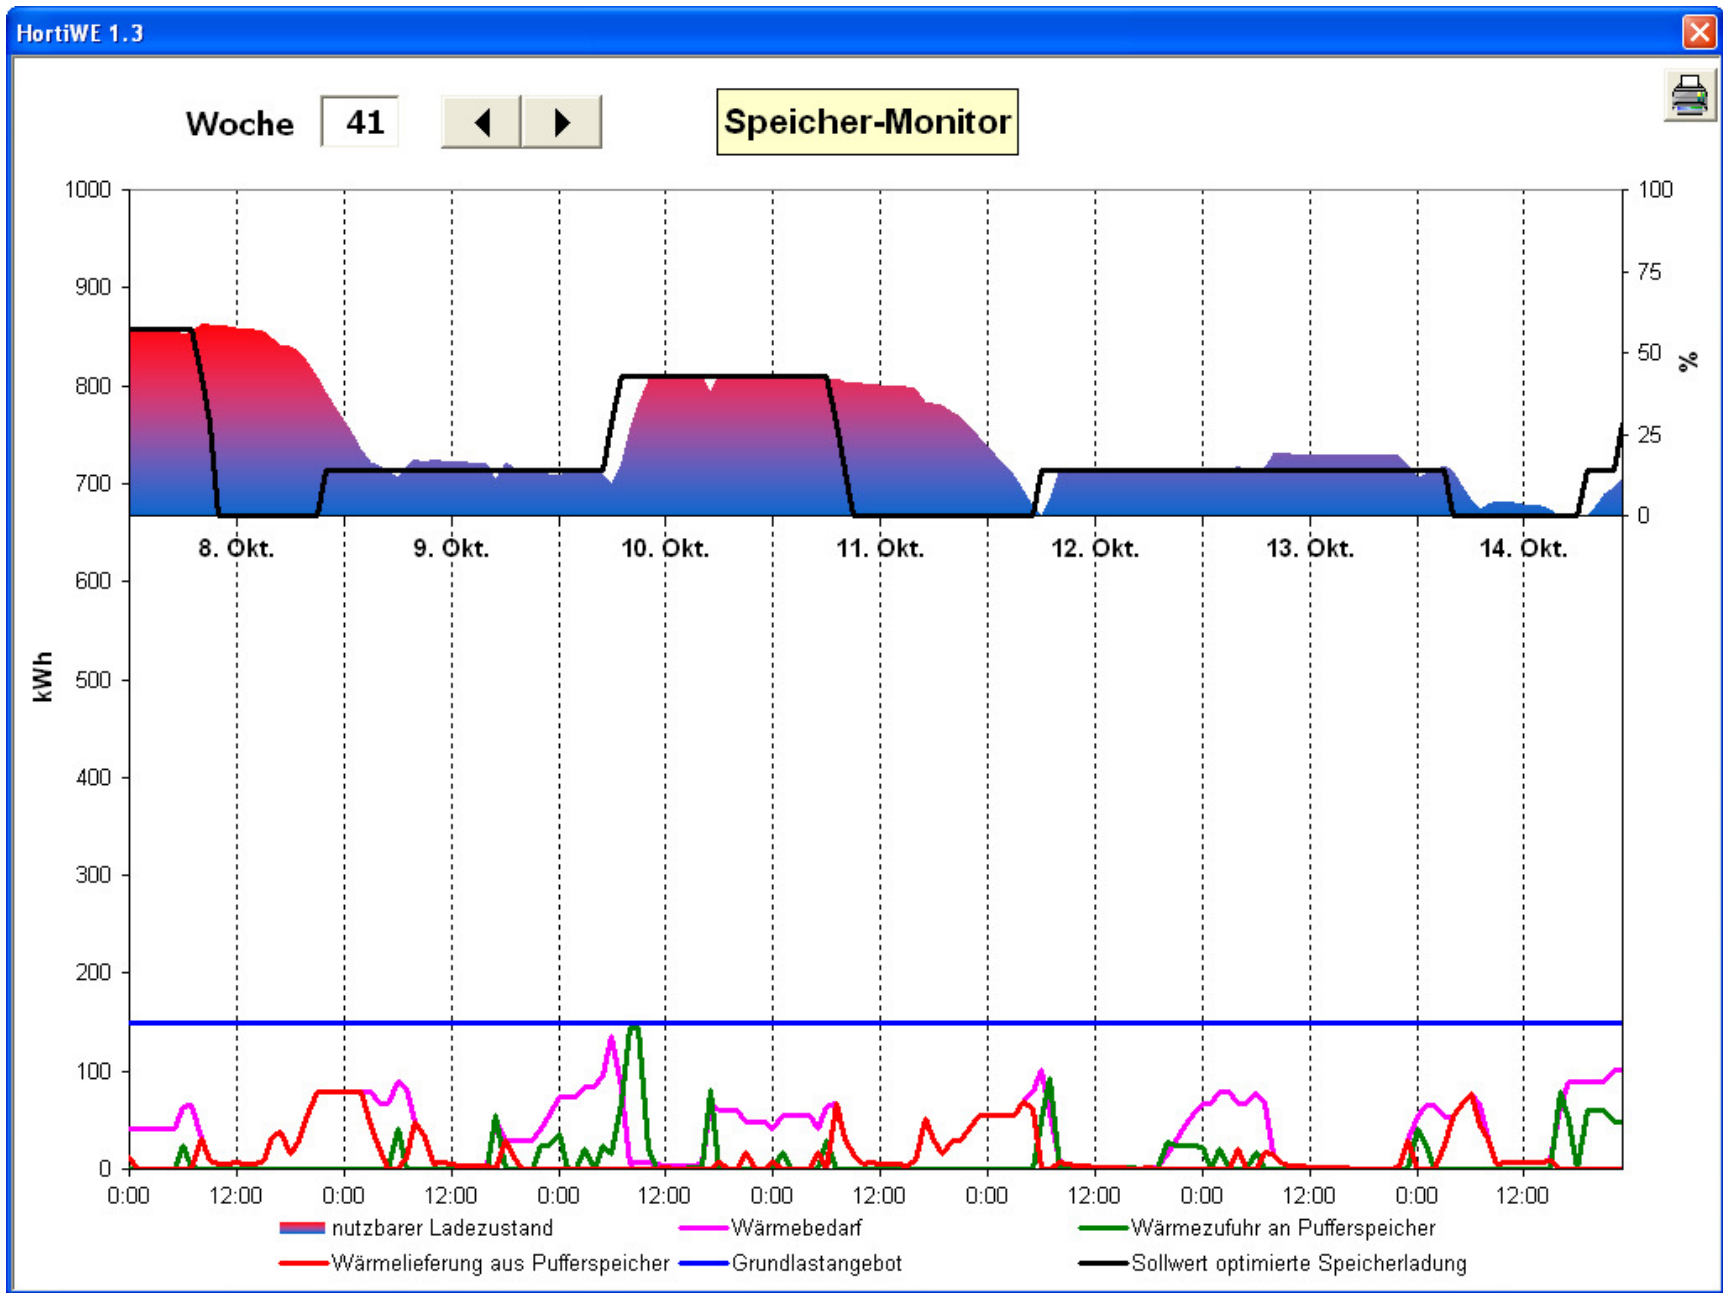 HortiWE 1.3
Woche 41 Speicher-Monitor
1000 100
900 75
800 50 %
700 25
0
8. Okt. 9. Okt. 10. Okt. 11. Okt. 12. Okt. 13. Okt. 14. Okt.
600
kWh
500
400
300
200
100
0
0:00 12:00 0:00 12:00 0:00 12:00 0:00 12:00 0:00 12:00 0:00 12:00 0:00 12:00
nutzbarer Ladezustand Wärmebedarf Wärmezufuhr an Pufferspeicher
Wärmelieferung aus Pufferspeicher Grundlastangebot Sollwert optimierte Speicherladung